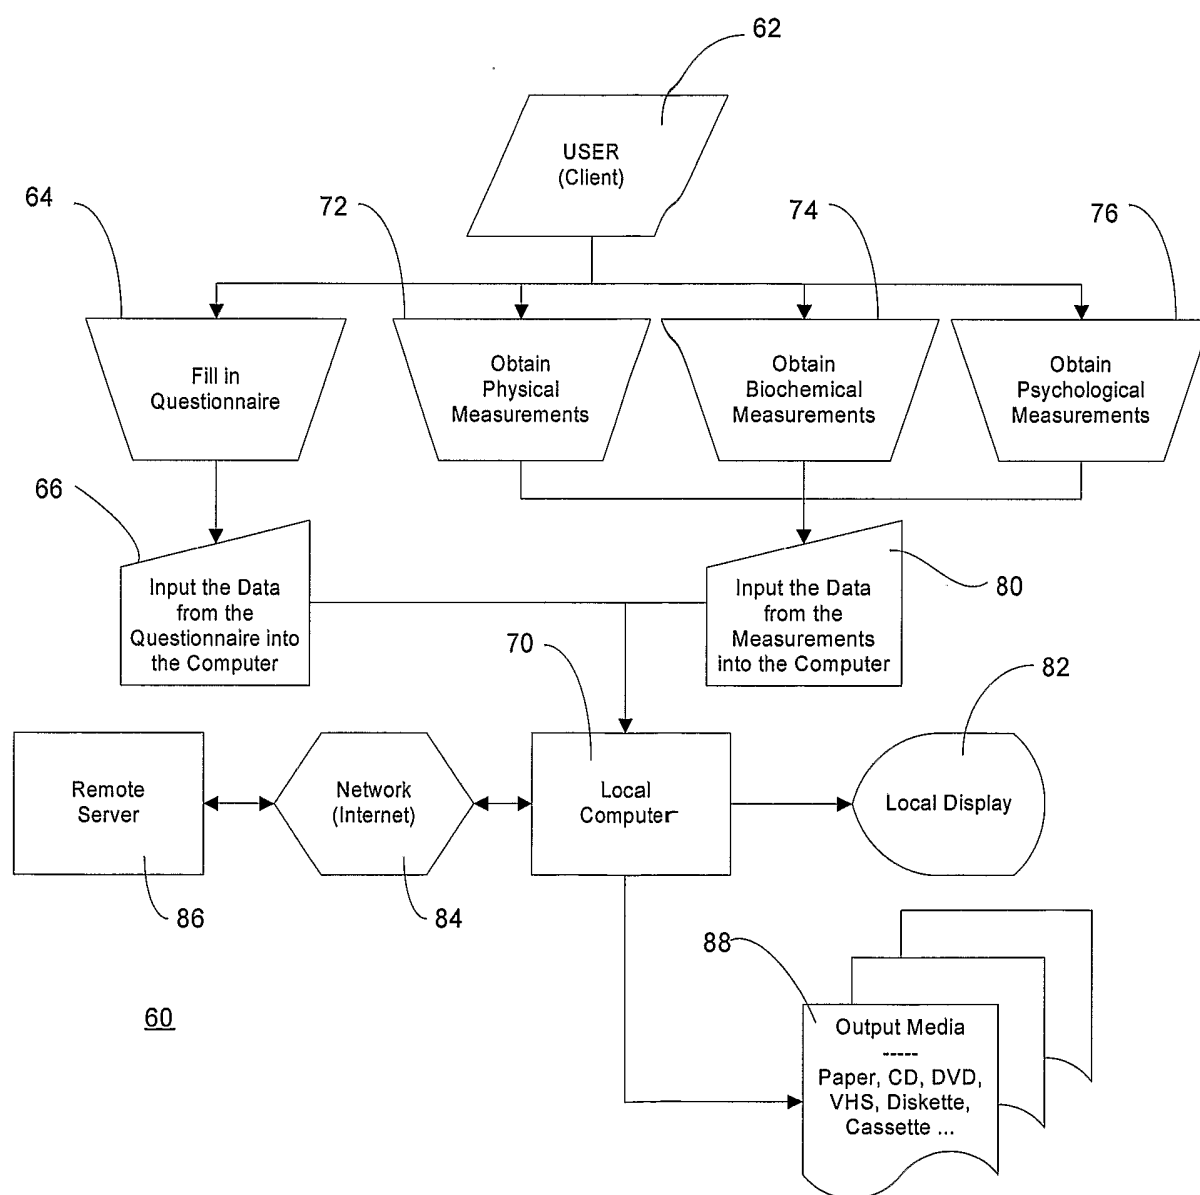 62
USER
(Client)
64
72
74
76
Fill in
Questionnaire
Obtain
Physical
Measurements
Obtain
Biochemical
Measurements
Obtain
Psychological
Measurements
66
Input the Data
from the
Questionnaire into
the Computer
80
Input the Data
from the
Measurements
into the Computer
70
82
Remote
Server
Network
(Internet)
Local
Computer
Local Display
86
84
88
60
Output Media
-----
Paper, CD, DVD,
VHS, Diskette,
Cassette ...